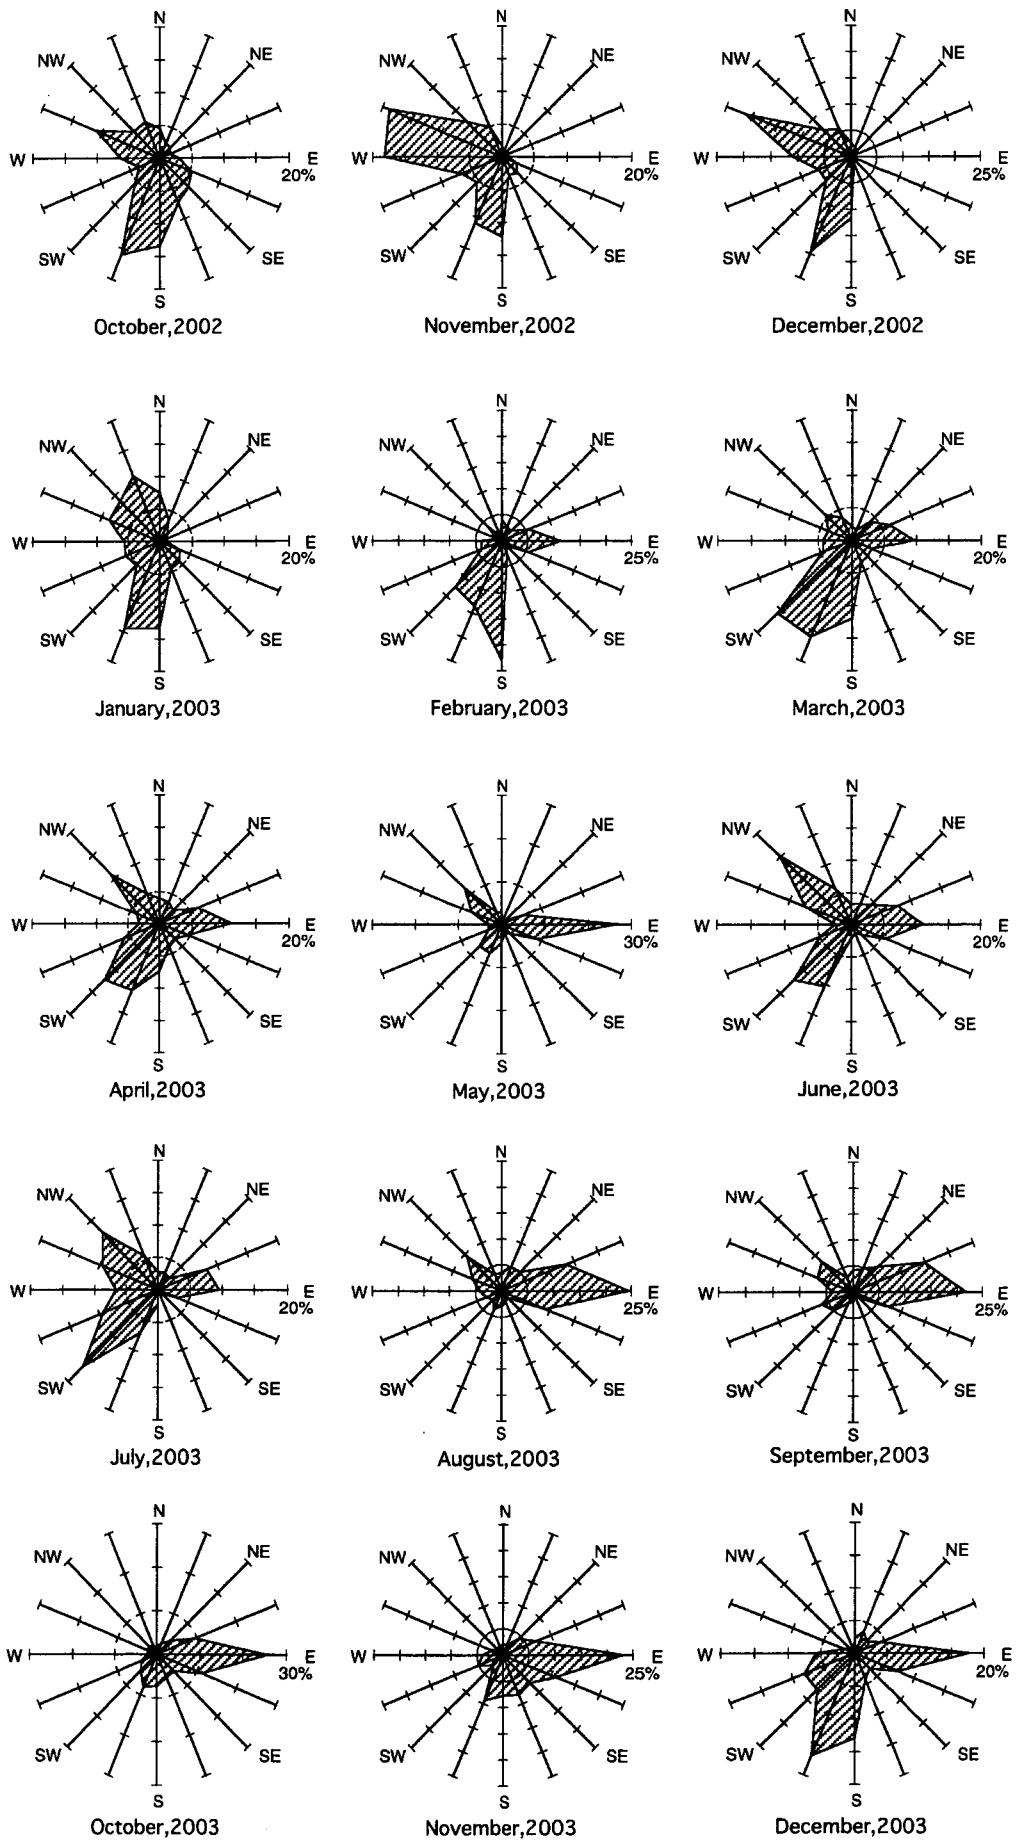 N N N
NW NE NW NE NW NE
W E W E W E
20% 20% 25%
SW SE SW SE SW SE
S S S
October,2002 November,2002 December,2002
N N N
NW NE NW NE NW NE
W E W E W E
20% 25% 20%
SW SE SW SE SW SE
S S S
January,2003 February,2003 March,2003
N N N
NW NE NW NE NW NE
W E W E W E
20% 30% 20%
SW SE SW SE SW SE
S S S
April,2003 May,2003 June,2003
N N N
NW NE NW NE NW NE
W E W E W E
20% 25% 25%
SW SE SW SE SW SE
S S S
July,2003 August,2003 September,2003
N N N
NW NE NW NE NW NE
W E W E W E
30% 25% 20%
SW SE SW SE SW SE
S S S
October,2003 November,2003 December,2003